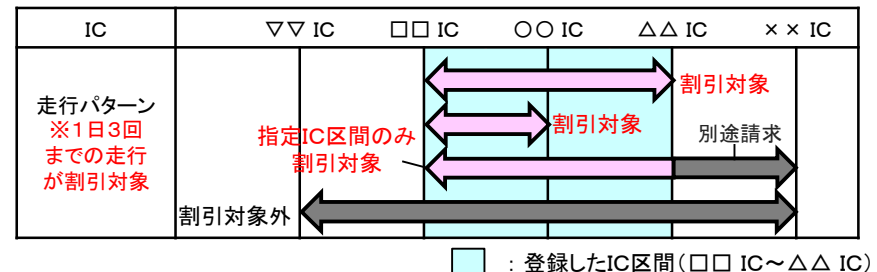 IC
▽▽ IC
□□ IC
○○ IC
△△ IC
×× IC
走行パターン
※1日3回
までの走行
が割引対象
割引対象
割引対象
指定IC区間のみ
割引対象
別途請求
割引対象外
：登録したIC区間（□□ IC～△△ IC）